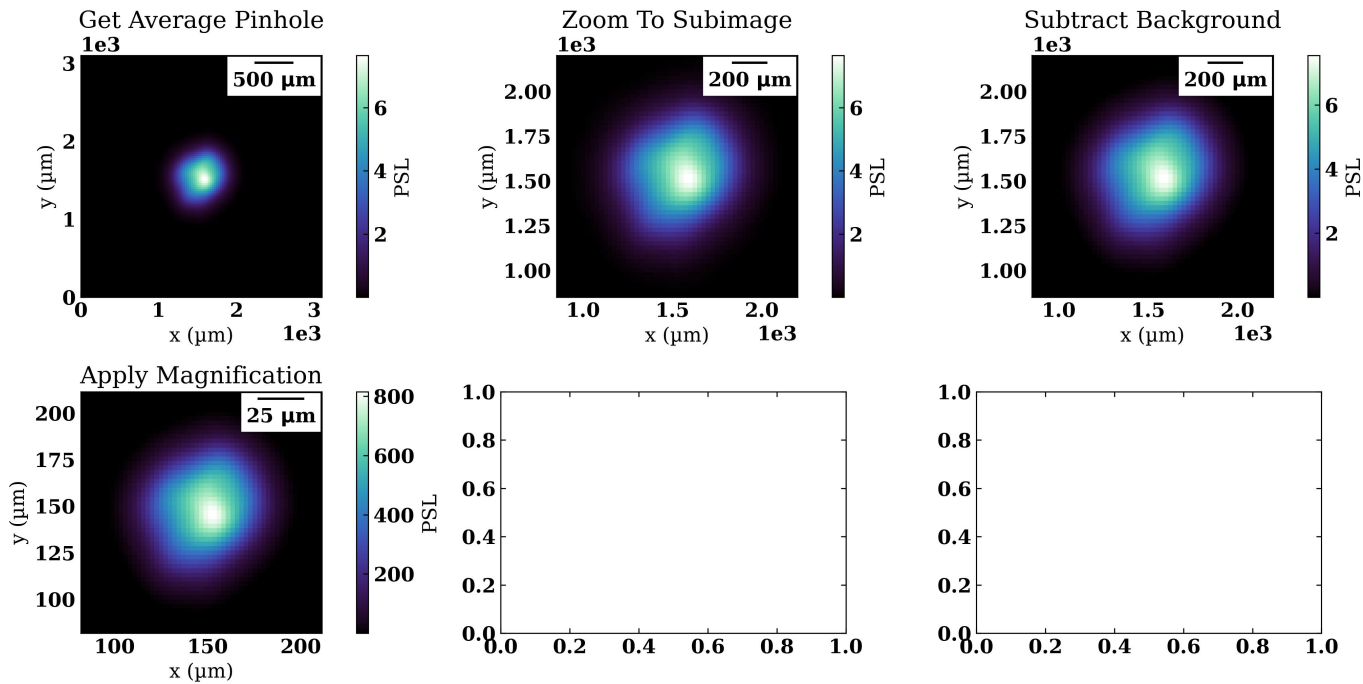 Get Average Pinhole
1e3
3
2
1
0
y (μm)
0
1
2
3
x (μm)
1e3
500 μm
6
4
2
PSL
Zoom To Subimage
1e3
2.00
1.75
1.50
1.25
1.00
y (μm)
1.0
1.5
2.0
x (μm)
1e3
200 μm
6
4
2
PSL
Subtract Background
1e3
2.00
1.75
1.50
1.25
1.00
y (μm)
1.0
1.5
2.0
x (μm)
1e3
200 μm
6
4
2
PSL
Apply Magnification
200
175
150
125
100
y (μm)
100
150
200
x (μm)
25 μm
800
600
400
200
PSL
1.0
0.8
0.6
0.4
0.2
0.0
0.0
0.2
0.4
0.6
0.8
1.0
1.0
0.8
0.6
0.4
0.2
0.0
0.0
0.2
0.4
0.6
0.8
1.0